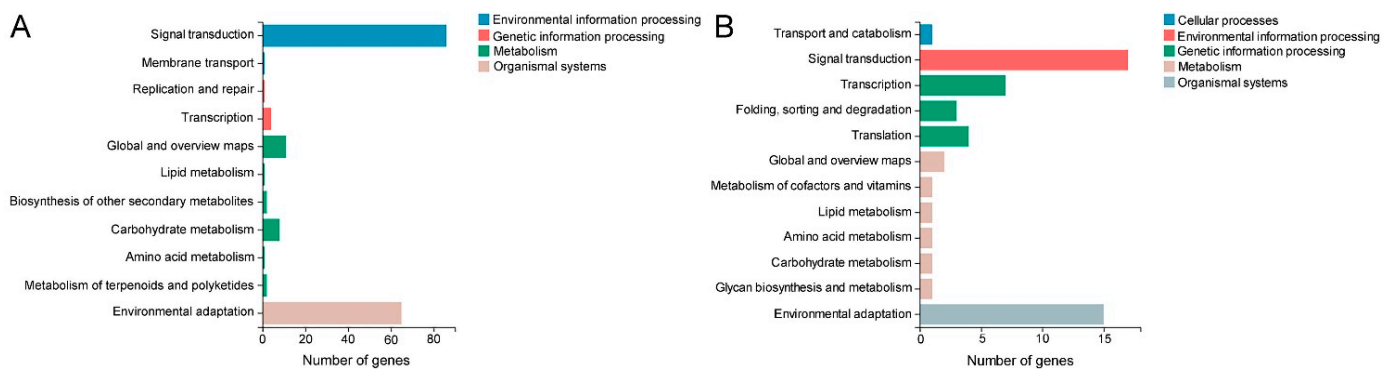 A
Signal transduction
Membrane transport
Replication and repair
Transcription
Global and overview maps
Lipid metabolism
Biosynthesis of other secondary metabolites
Carbohydrate metabolism
Amino acid metabolism
Metabolism of terpenoids and polyketides
Environmental adaptation
0 20 40 60 80
Number of genes
Environmental information processing
Genetic information processing
Metabolism
Organismal systems
B
Transport and catabolism
Signal transduction
Transcription
Folding, sorting and degradation
Translation
Global and overview maps
Metabolism of cofactors and vitamins
Lipid metabolism
Amino acid metabolism
Carbohydrate metabolism
Glycan biosynthesis and metabolism
Environmental adaptation
0 5 10 15
Number of genes
Cellular processes
Environmental information processing
Genetic information processing
Metabolism
Organismal systems